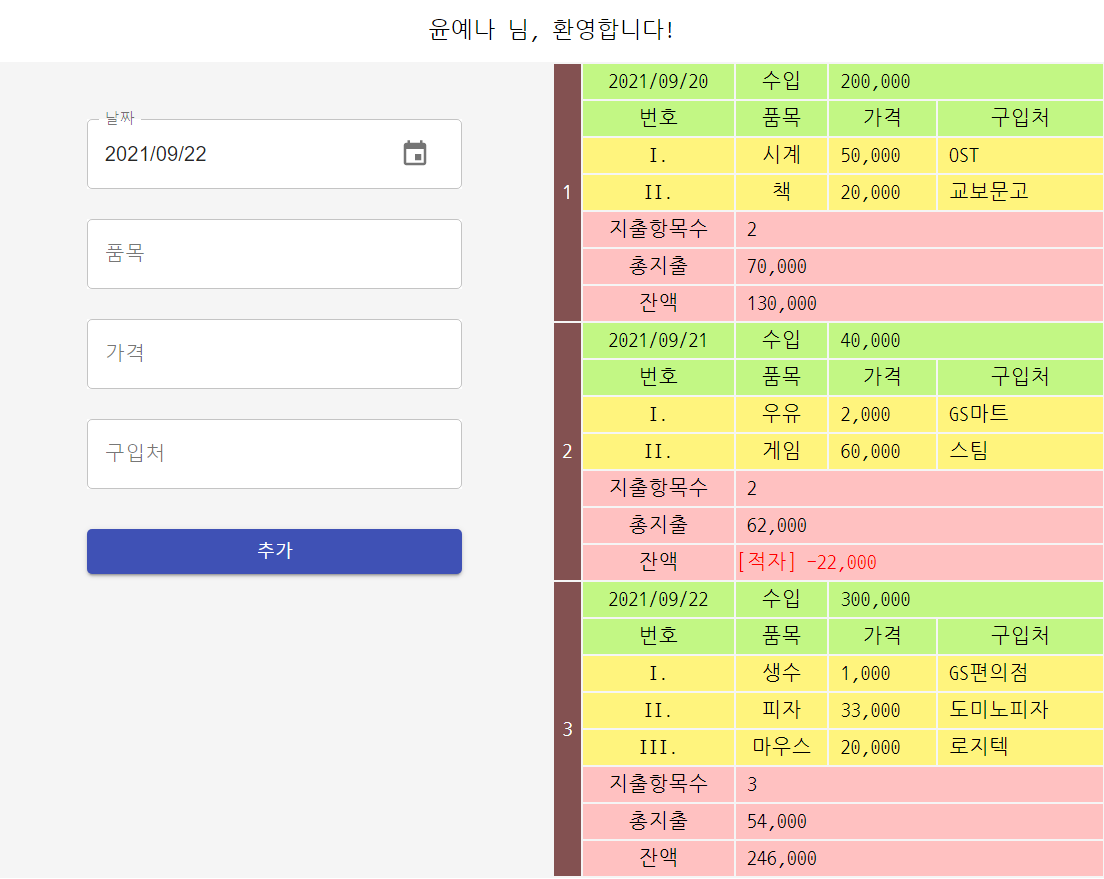 윤예나 님, 환영합니다!
날짜
2021/09/22
품목
가격
구입처
추가
1
2021/09/20 수입 200,000
번호 품목 가격 구입처
I. 시계 50,000 OST
II. 책 20,000 교보문고
지출항목수 2
총지출 70,000
잔액 130,000
2
2021/09/21 수입 40,000
번호 품목 가격 구입처
I. 우유 2,000 GS마트
II. 게임 60,000 스팀
지출항목수 2
총지출 62,000
잔액 [적자] -22,000
3
2021/09/22 수입 300,000
번호 품목 가격 구입처
I. 생수 1,000 GS편의점
II. 피자 33,000 도미노피자
III. 마우스 20,000 로지텍
지출항목수 3
총지출 54,000
잔액 246,000